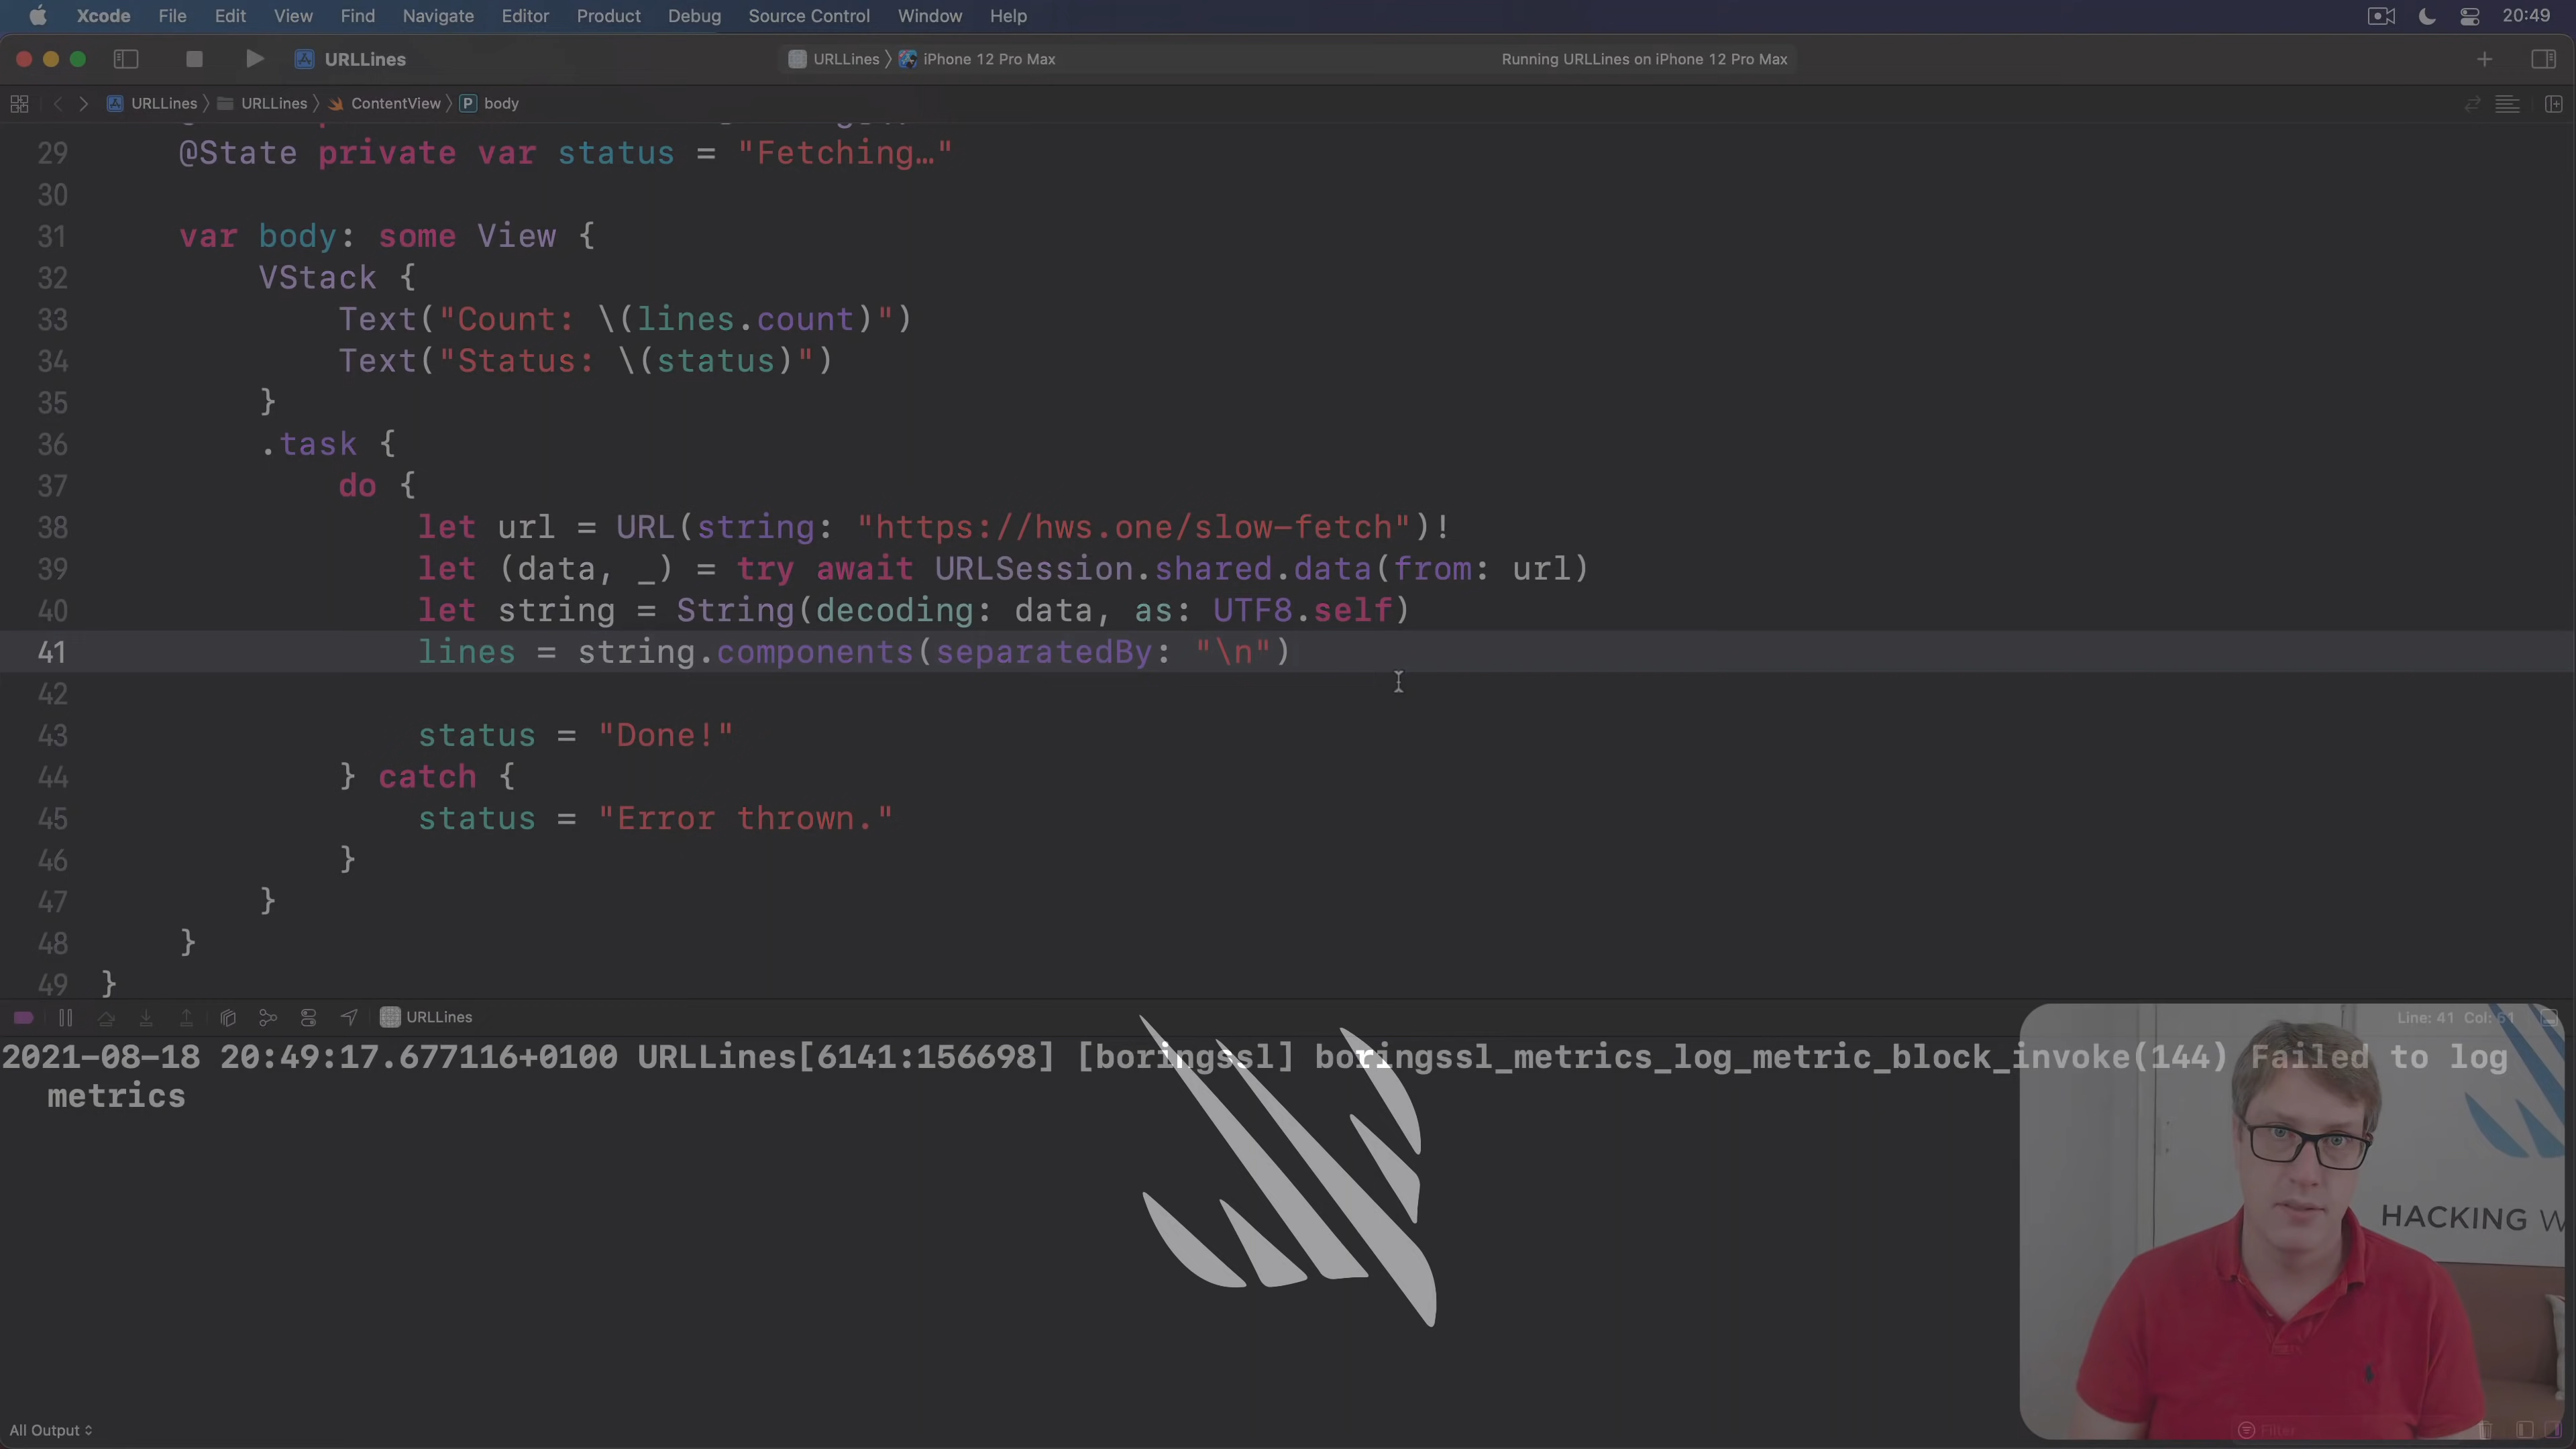 Xcode File Edit View Find Navigate Editor Product Debug Source Control Window Help 20:49
URLLines URLLines 〉 iPhone 12 Pro Max Running URLLines on iPhone 12 Pro Max
URLLines 〉 URLLines 〉 ContentView 〉 P body
29 @State private var status = "Fetching…"
30
31 var body: some View {
32 VStack {
33 Text("Count: \(lines.count)")
34 Text("Status: \(status)")
35 }
36 .task {
37 do {
38 let url = URL(string: "https://hws.one/slow-fetch")!
39 let (data, _) = try await URLSession.shared.data(from: url)
40 let string = String(decoding: data, as: UTF8.self)
41 lines = string.components(separatedBy: "\n")
42
43 status = "Done!"
44 } catch {
45 status = "Error thrown."
46 }
47 }
48 }
49 }
URLLines Line: 41 Col: 61
2021-08-18 20:49:17.677116+0100 URLLines[6141:156698] [boringssl] boringssl_metrics_log_metric_block_invoke(144) Failed to log
metrics
HACKING W
All Output Filter